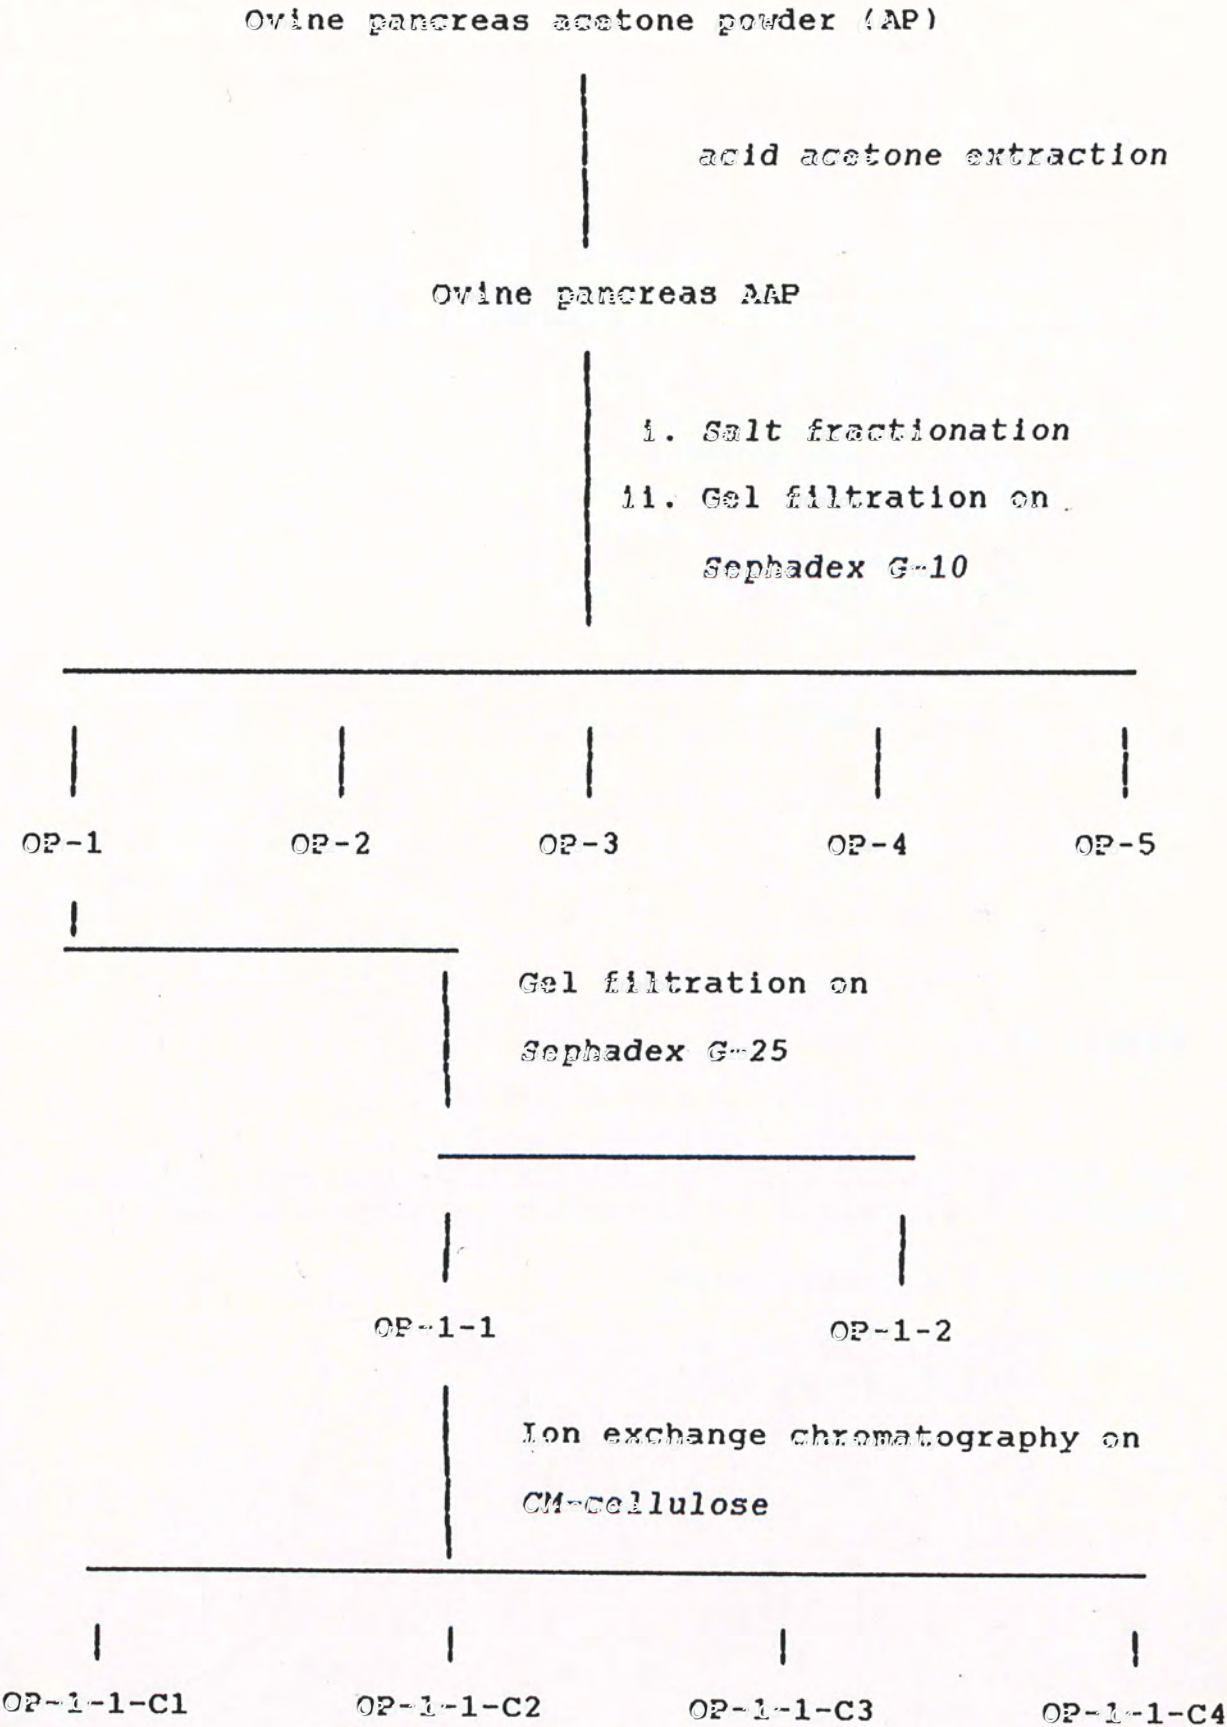 Ovine pancreas acetone powder (AP)
acid acetone extraction
Ovine pancreas AAP
i. Salt fractionation
ii. Gel filtration on
Sephadex G-10
OP-1 OP-2 OP-3 OP-4 OP-5
Gel filtration on
Sephadex G-25
OP-1-1 OP-1-2
Ion exchange chromatography on
CM-cellulose
OP-1-1-C1 OP-1-1-C2 OP-1-1-C3 OP-1-1-C4